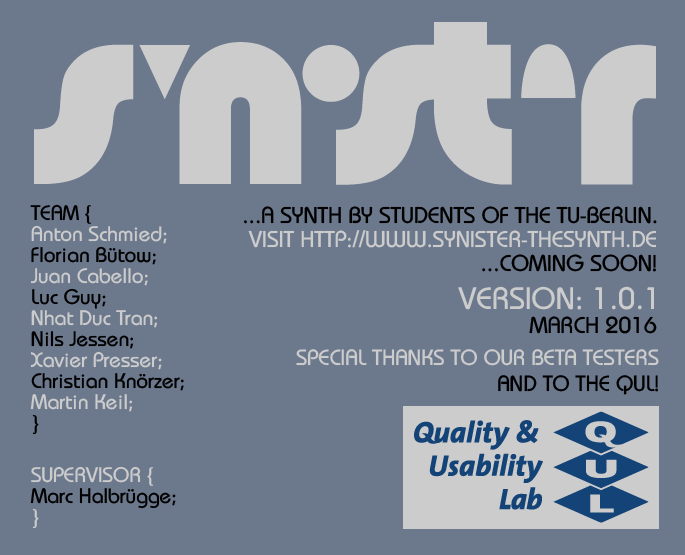 synister
TEAM {
Anton Schmied;
Florian Bütow;
Juan Cabello;
Luc Guy;
Nhat Duc Tran;
Nils Jessen;
Xavier Presser;
Christian Knörzer;
Martin Keil;
}
SUPERVISOR {
Marc Halbrügge;
}
...A SYNTH BY STUDENTS OF THE TU-BERLIN.
VISIT HTTP://WWW.SYNISTER-THESYNTH.DE
...COMING SOON!
VERSION: 1.0.1
MARCH 2016
SPECIAL THANKS TO OUR BETA TESTERS
AND TO THE QUL!
Quality &
Usability
Lab
Q
U
L